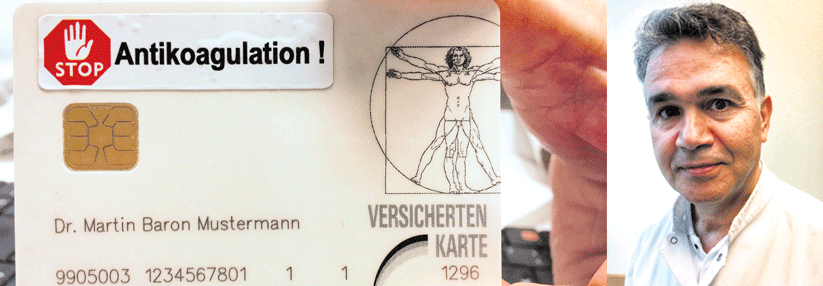 STOP Antikoagulation !
Dr. Martin Baron Mustermann
VERSICHERTEN
KARTE
9905003 1234567801 1 1 1296